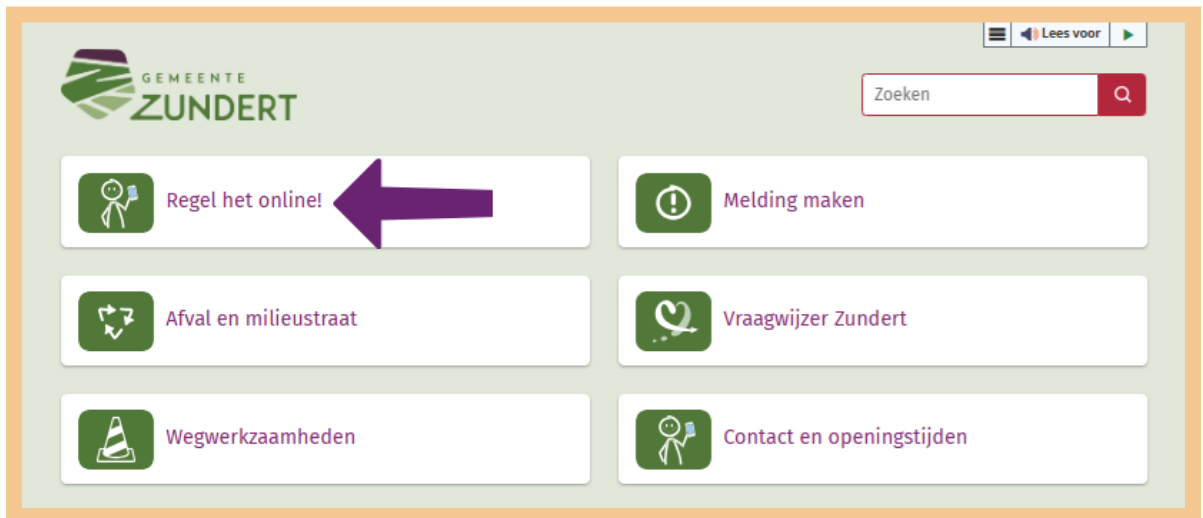 Lees voor
GEMEENTE
ZUNDERT
Zoeken
Regel het online!
Melding maken
Afval en milieustraat
Vraagwijzer Zundert
Wegwerkzaamheden
Contact en openingstijden